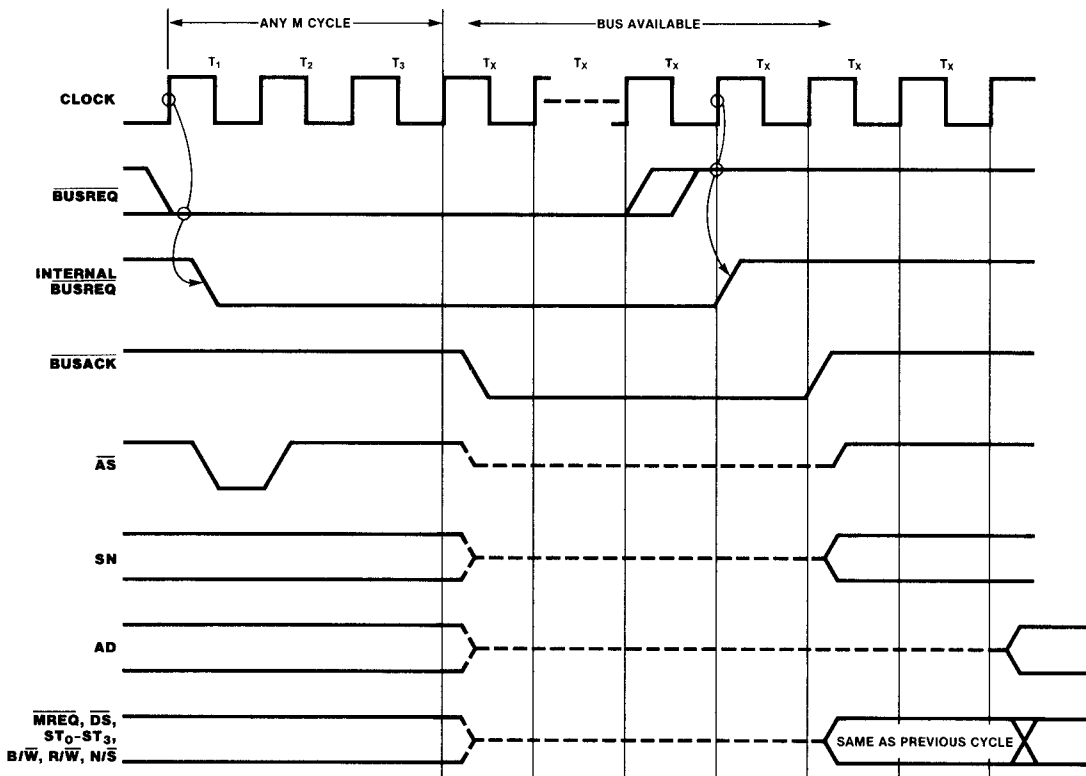 ANY M CYCLE BUS AVAILABLE
T1 T2 T3 TX TX TX TX TX TX
CLOCK
BUSREQ
INTERNAL
BUSREQ
BUSACK
AS
SN
AD
MREQ, DS,
ST0-ST3,
B/W, R/W, N/S
SAME AS PREVIOUS CYCLE